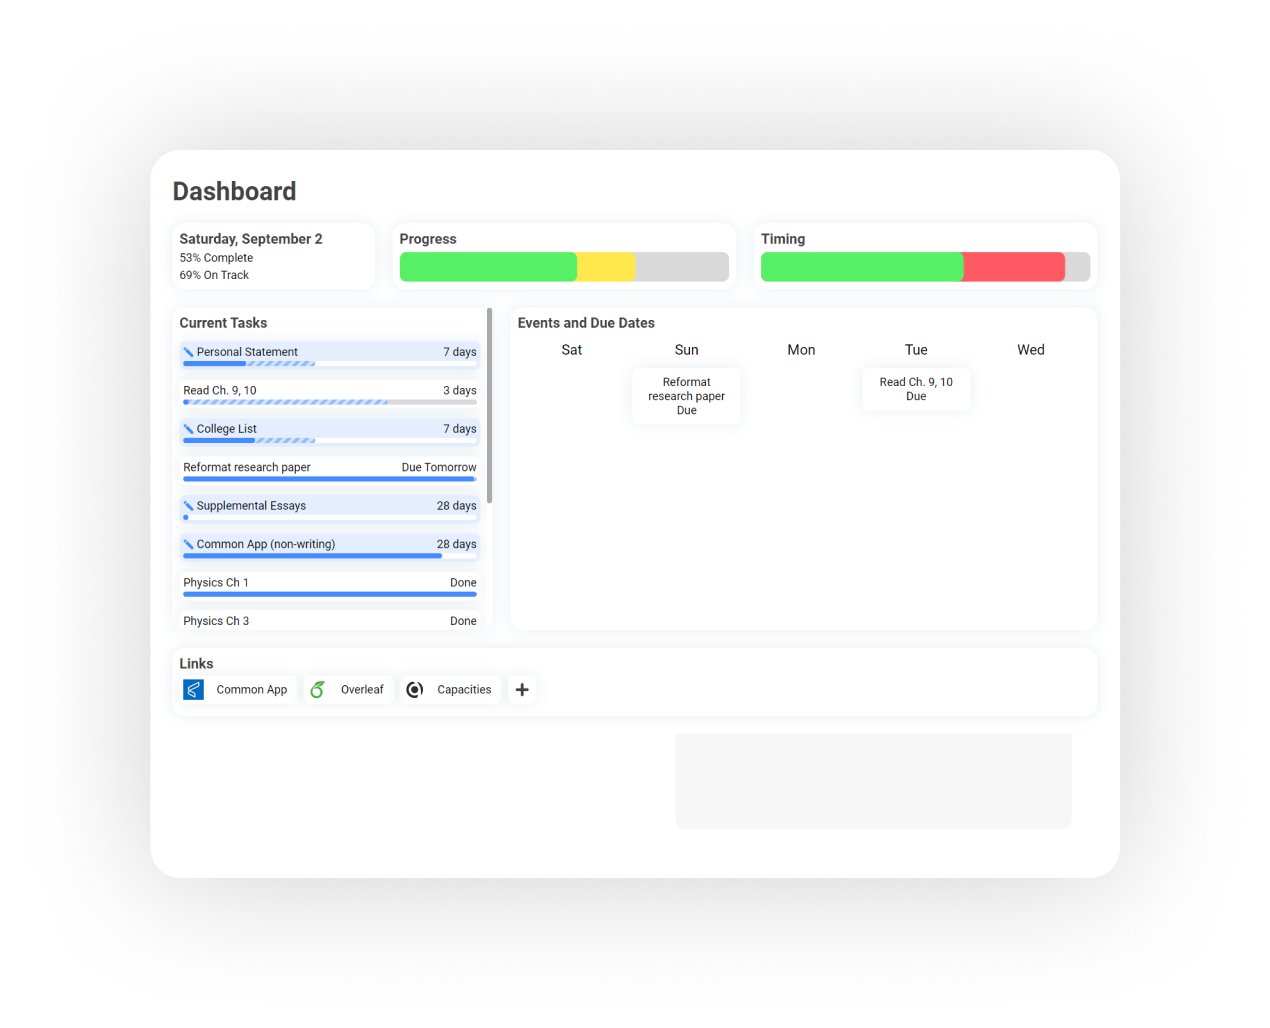 Dashboard
Saturday, September 2
53% Complete
69% On Track
Progress
Timing
Current Tasks
Personal Statement 7 days
Read Ch. 9, 10 3 days
College List 7 days
Reformat research paper Due Tomorrow
Supplemental Essays 28 days
Common App (non-writing) 28 days
Physics Ch 1 Done
Physics Ch 3 Done
Events and Due Dates
Sat Sun Mon Tue Wed
Reformat
research paper
Due
Read Ch. 9, 10
Due
Links
Common App Overleaf Capacities